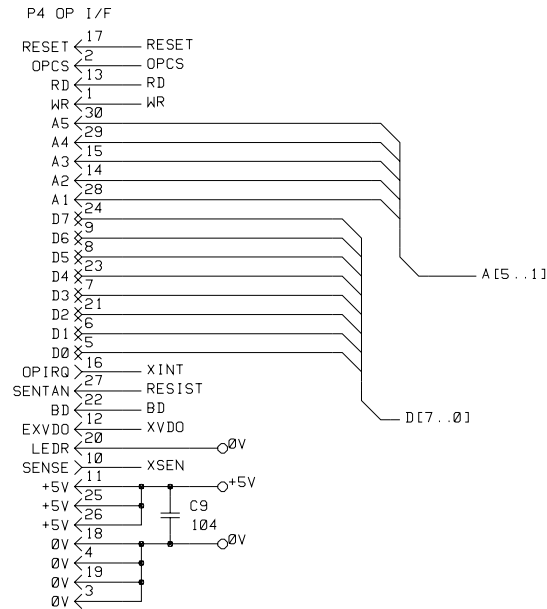 P4 OP I/F
RESET 17 RESET
OPCS 2 OPCS
RD 13 RD
WR 1 WR
A5 30
A4 29
A3 15
A2 14
A1 28
D7 24
D6 9
D5 8
D4 23
D3 7
D2 21
D1 6
D0 5
A[5..1]
OPIRQ 16 XINT
SENTAN 27 RESIST
BD 22 BD
D[7..0]
EXVDO 12 XVDO
LEDR 20 0V
SENSE 10 XSEN
+5V 11 +5V
+5V 25 C9
+5V 26 104
0V 18 0V
0V 4
0V 19
0V 3